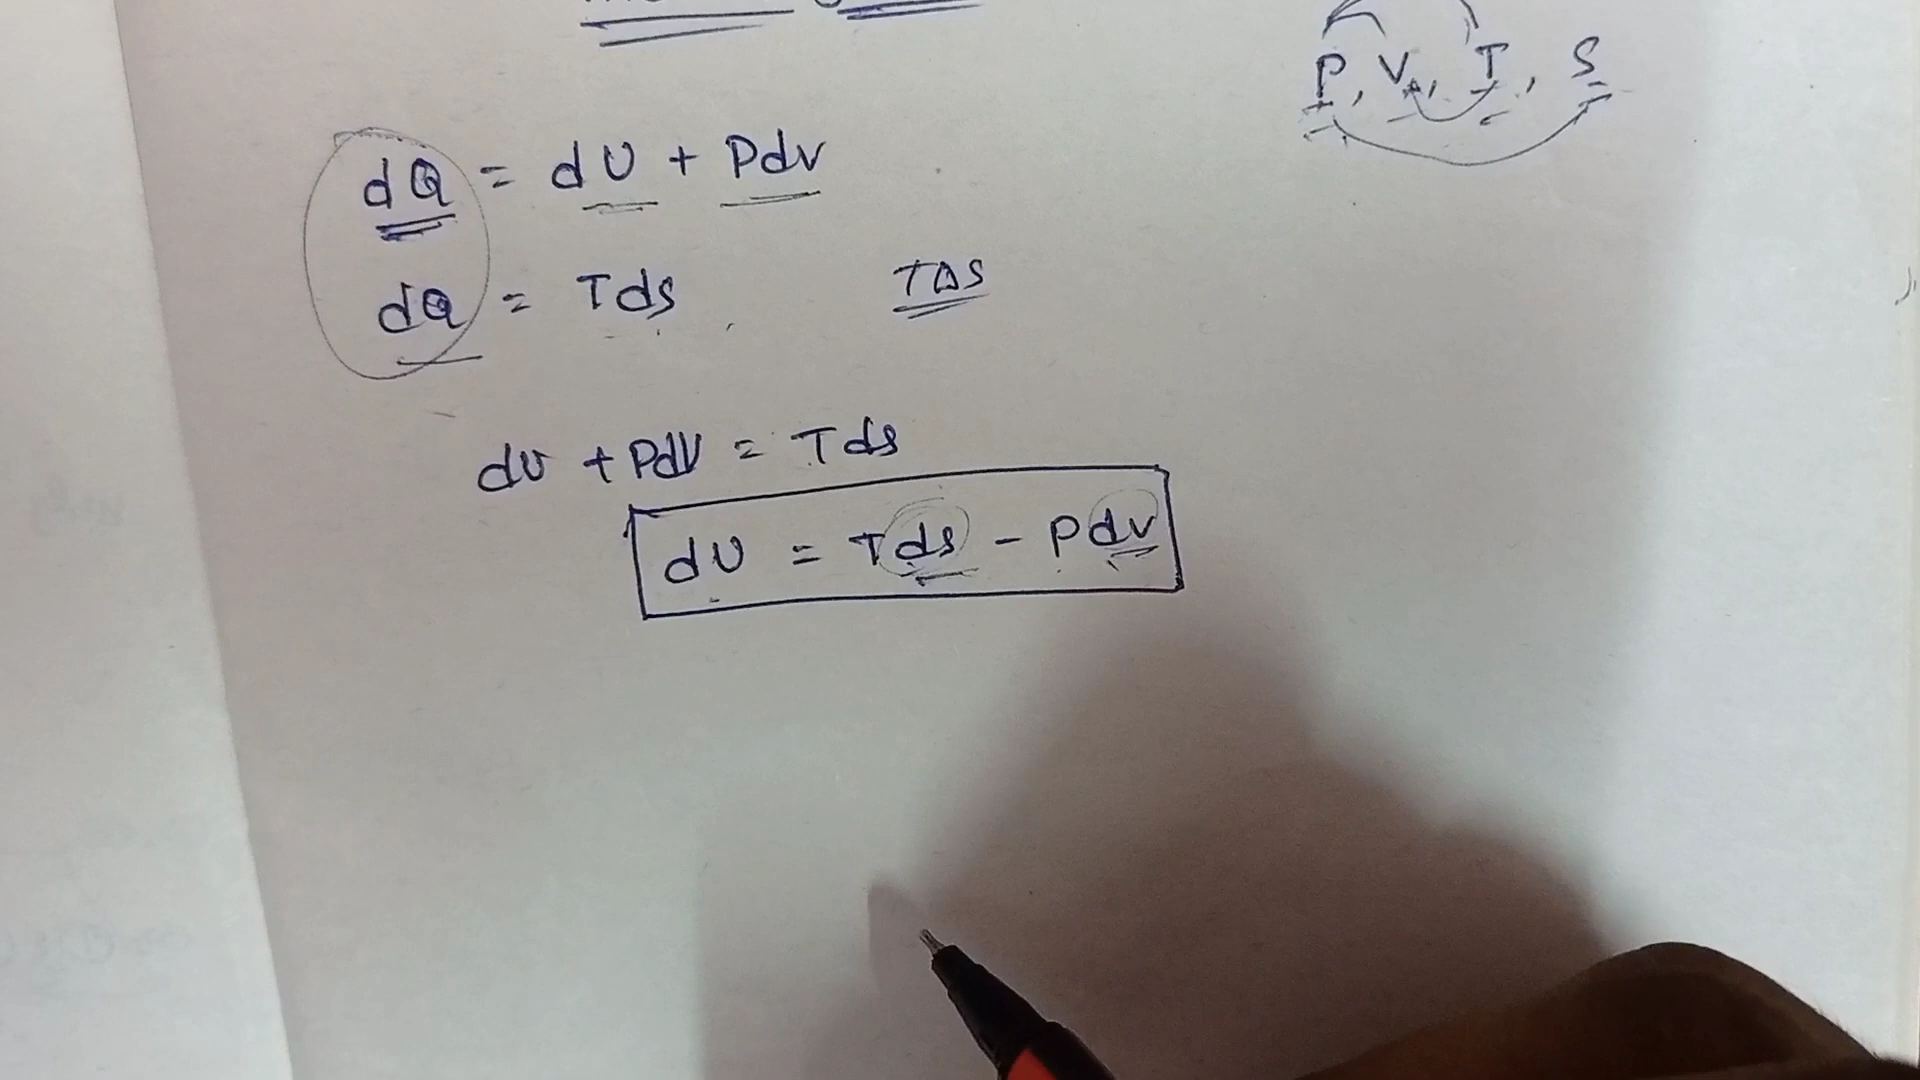 P, V, T, S
dQ = dU + Pdv
dQ = Tds TΔS
dU + PdV = Tds
dU = Tds - Pdv